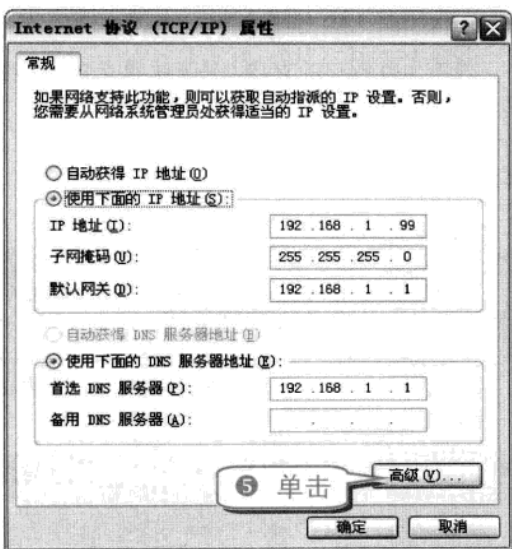 Internet 协议 (TCP/IP) 属性
常规
如果网络支持此功能，则可以获取自动指派的 IP 设置。否则，
您需要从网络系统管理员处获得适当的 IP 设置。
自动获得 IP 地址(O)
使用下面的 IP 地址(S):
IP 地址(I): 192 .168 . 1 . 99
子网掩码(U): 255 .255 .255 . 0
默认网关(D): 192 .168 . 1 . 1
自动获得 DNS 服务器地址(B)
使用下面的 DNS 服务器地址(E):
首选 DNS 服务器(P): 192 .168 . 1 . 1
备用 DNS 服务器(A): . . .
高级(V)...
❺ 单击
确定 取消